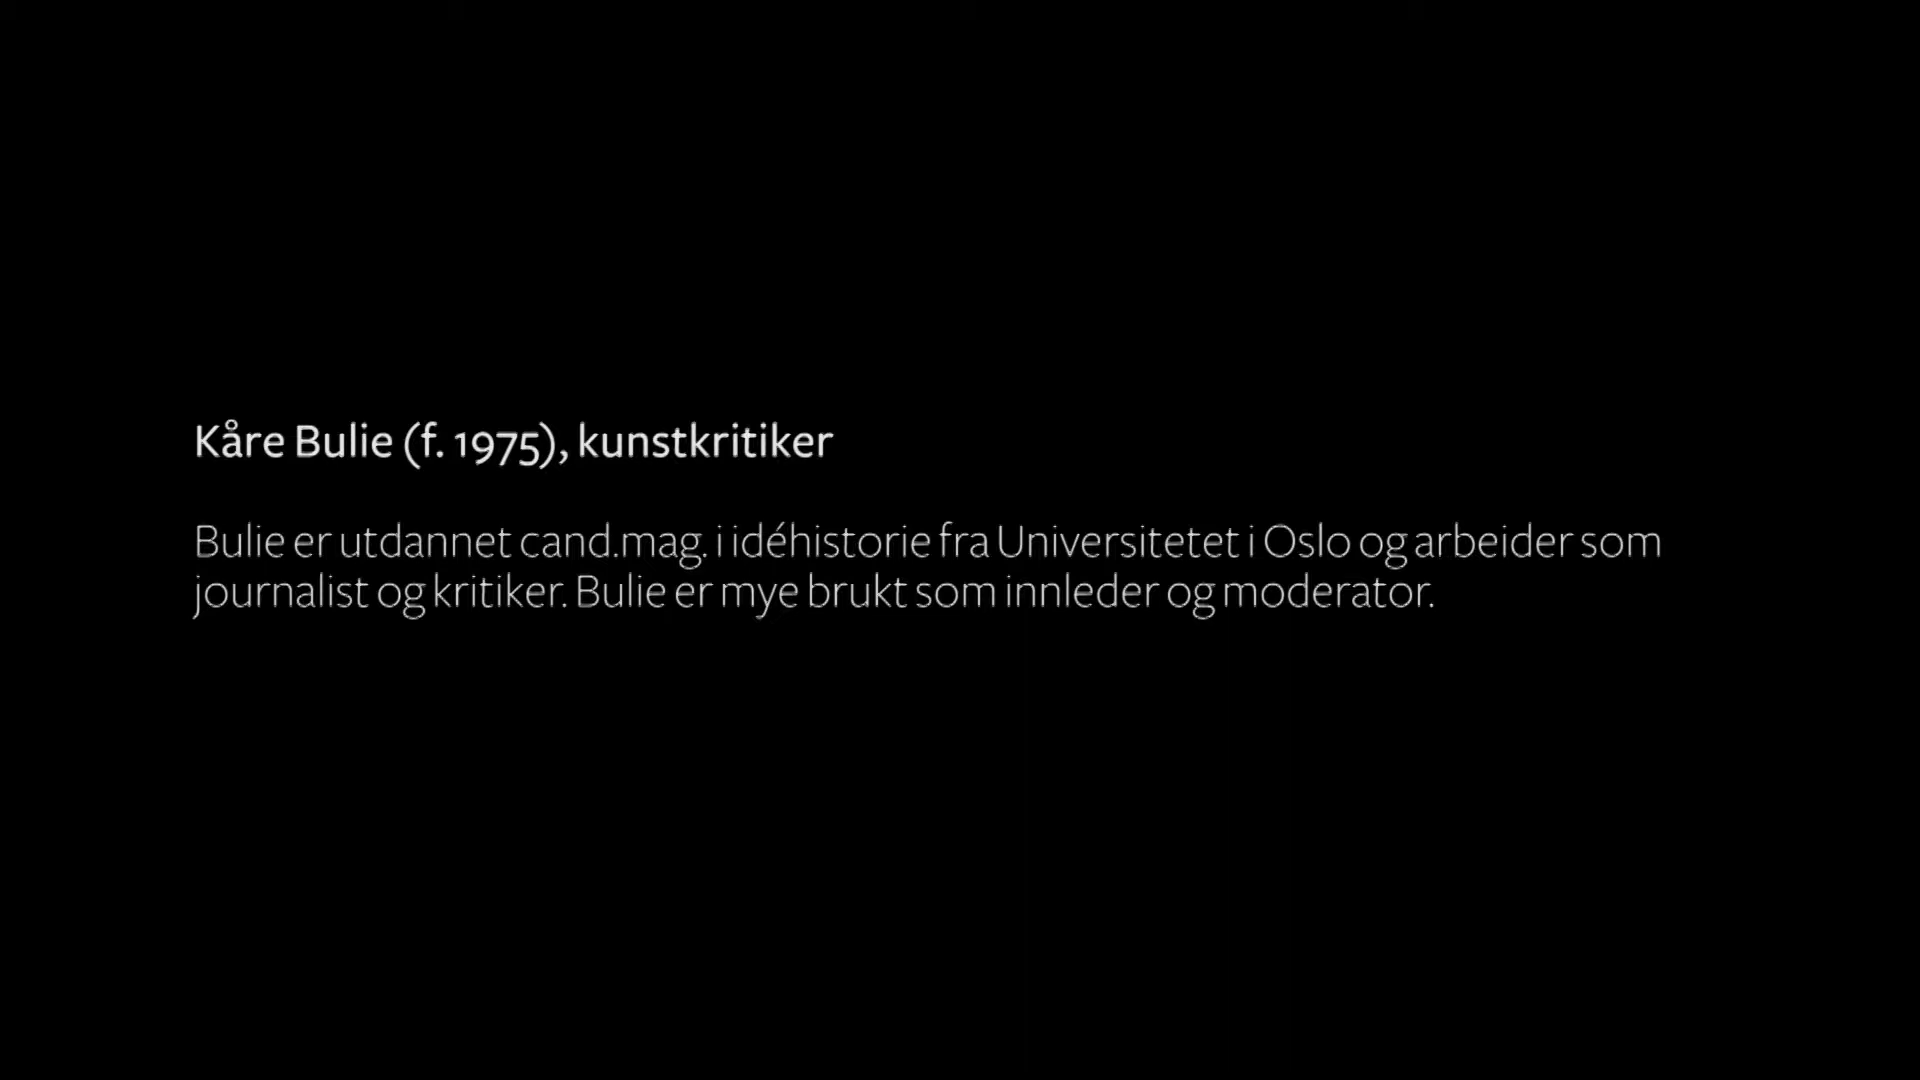 Kåre Bulie (f. 1975), kunstkritiker
Bulie er utdannet cand.mag. i idéhistorie fra Universitetet i Oslo og arbeider som
journalist og kritiker. Bulie er mye brukt som innleder og moderator.